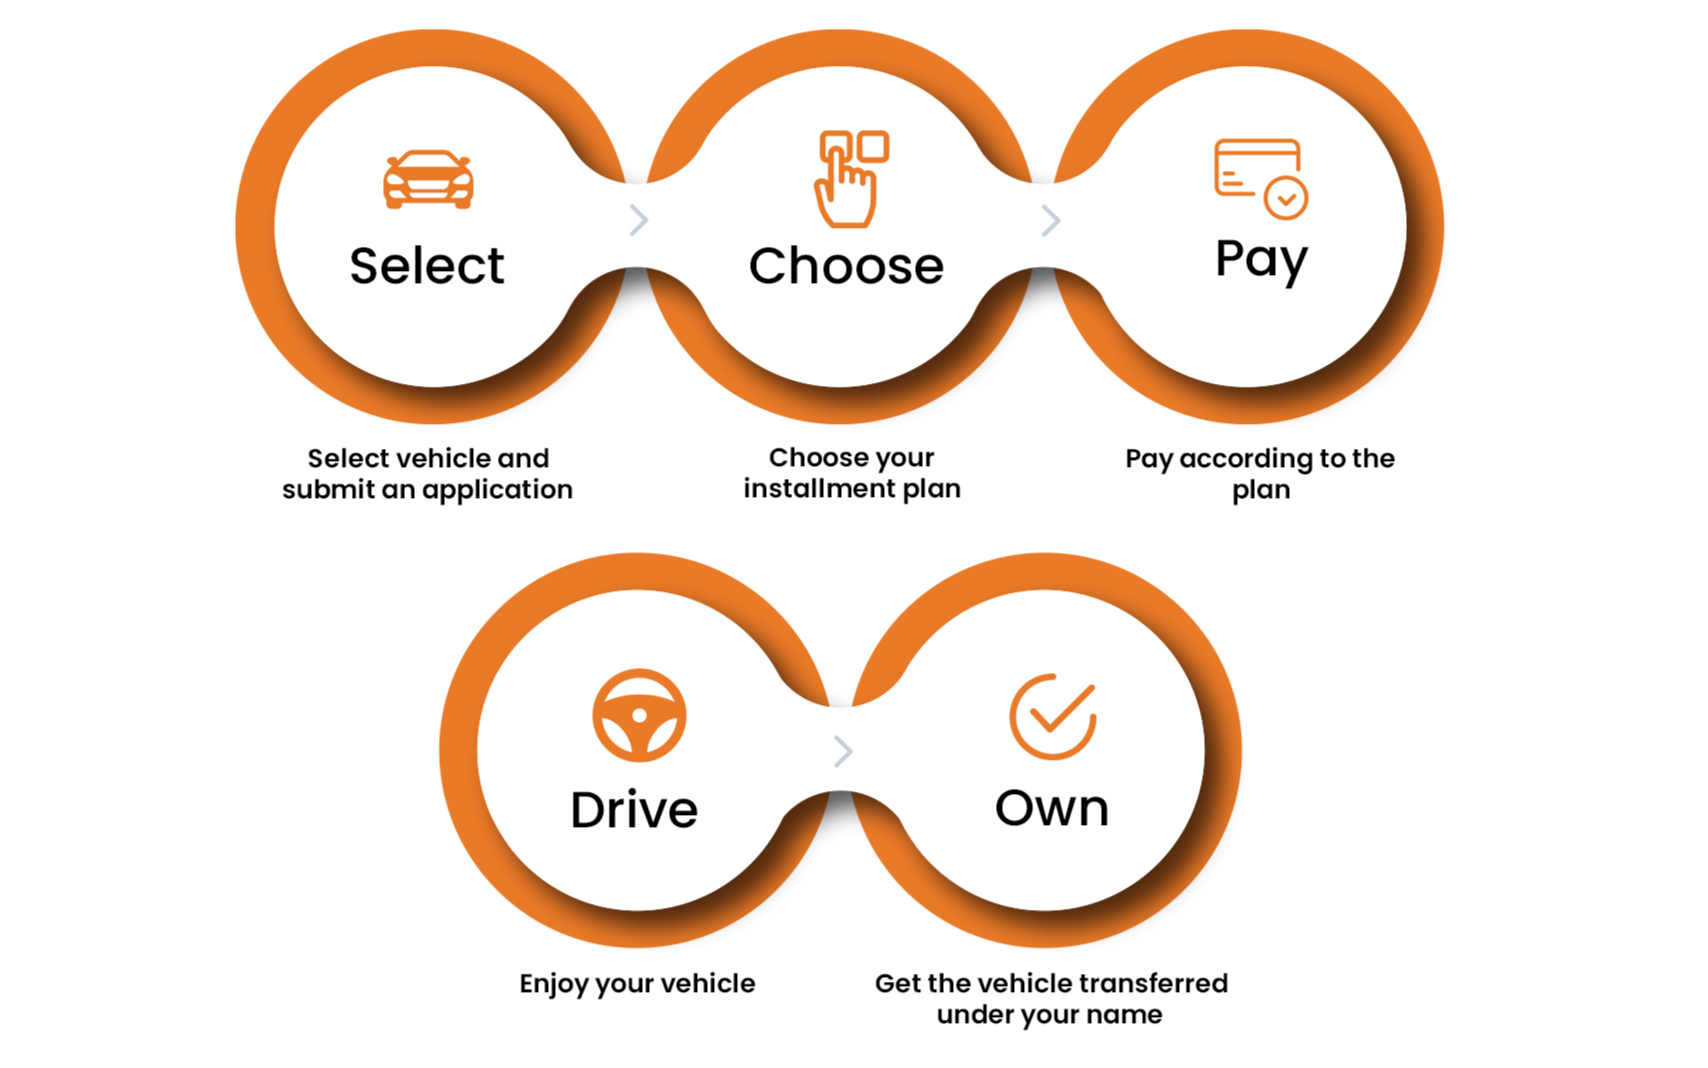 Select
Choose
Pay
Select vehicle and
submit an application
Choose your
installment plan
Pay according to the
plan
Drive
Own
Enjoy your vehicle
Get the vehicle transferred
under your name